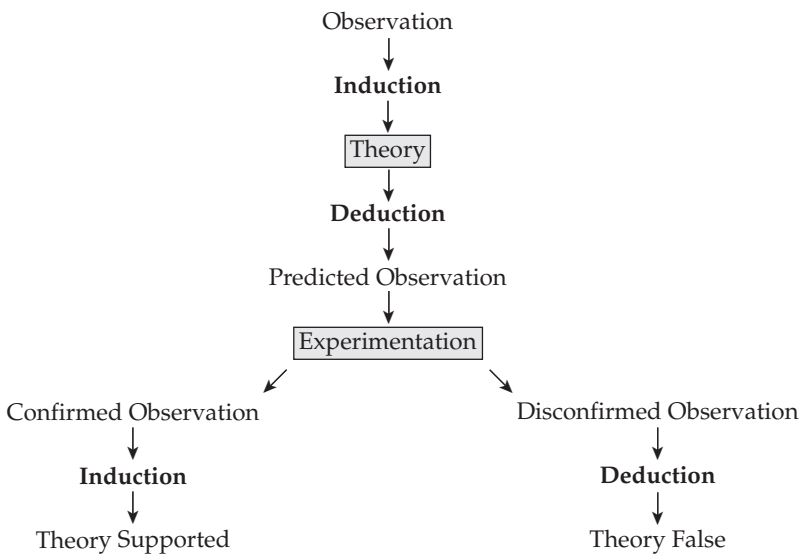 Observation
Induction
Theory
Deduction
Predicted Observation
Experimentation
Confirmed Observation
Disconfirmed Observation
Induction
Deduction
Theory Supported
Theory False